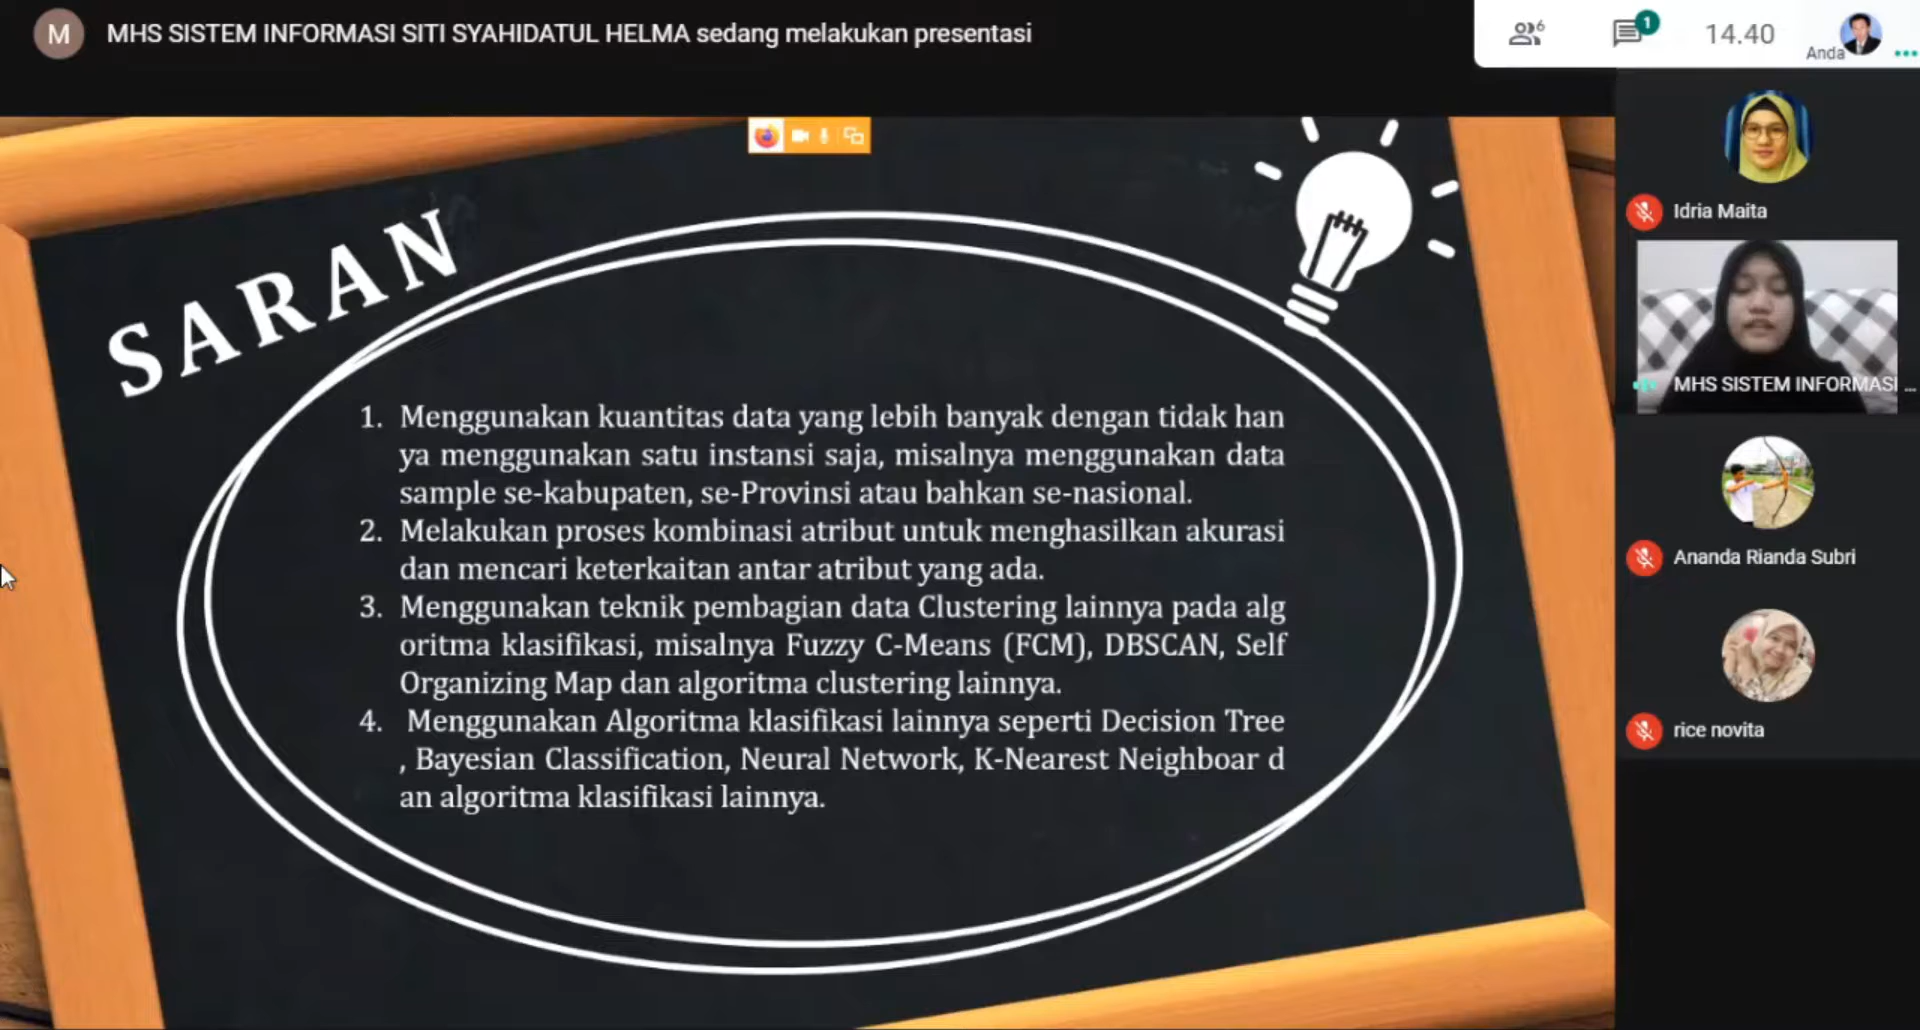 M
MHS SISTEM INFORMASI SITI SYAHIDATUL HELMA sedang melakukan presentasi
6
1
14.40
Anda
SARAN
1. Menggunakan kuantitas data yang lebih banyak dengan tidak han
ya menggunakan satu instansi saja, misalnya menggunakan data
sample se-kabupaten, se-Provinsi atau bahkan se-nasional.
2. Melakukan proses kombinasi atribut untuk menghasilkan akurasi
dan mencari keterkaitan antar atribut yang ada.
3. Menggunakan teknik pembagian data Clustering lainnya pada alg
oritma klasifikasi, misalnya Fuzzy C-Means (FCM), DBSCAN, Self
Organizing Map dan algoritma clustering lainnya.
4. Menggunakan Algoritma klasifikasi lainnya seperti Decision Tree
, Bayesian Classification, Neural Network, K-Nearest Neighboar d
an algoritma klasifikasi lainnya.
Idria Maita
MHS SISTEM INFORMASI ...
Ananda Rianda Subri
rice novita